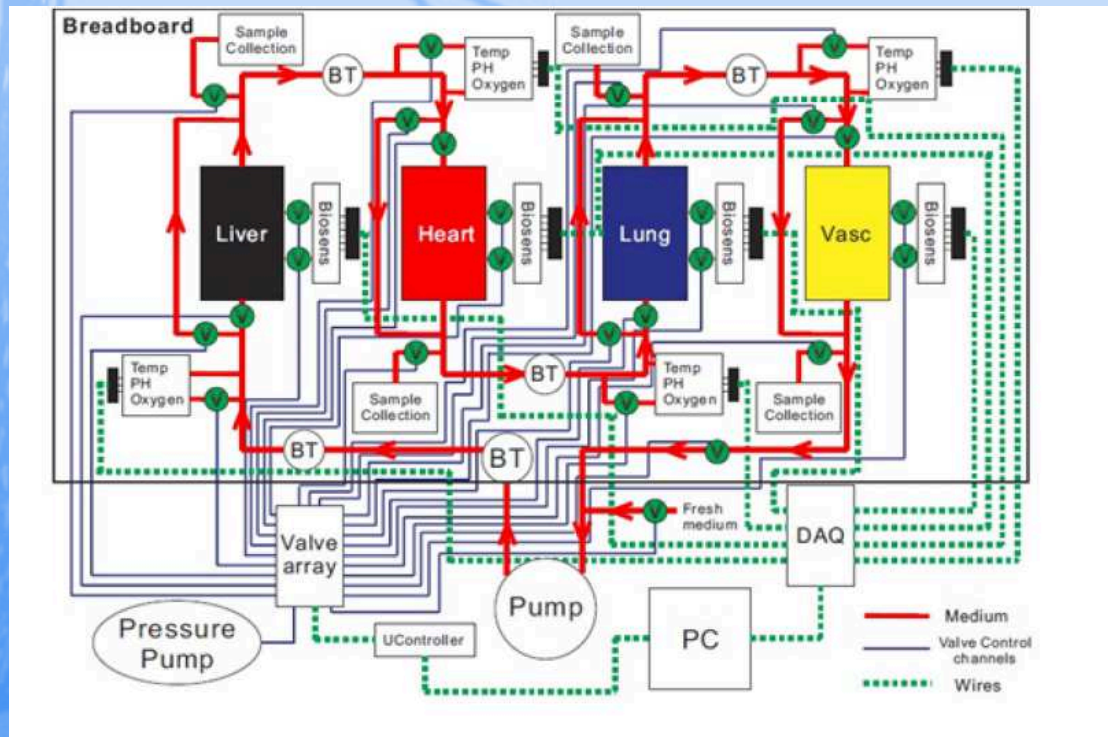 Breadboard
Sample
Collection
V
BT
V
Temp
PH
Oxygen
Sample
Collection
V
BT
V
Temp
PH
Oxygen
V
V
V
V
Liver
V
V
Biosens
Heart
V
V
Biosens
Lung
V
V
Biosens
Vasc
V
V
Biosens
V
V
Temp
PH
Oxygen
V
V
Sample
Collection
BT
V
V
Temp
PH
Oxygen
V
V
Sample
Collection
BT
BT
V
Valve
array
V
Fresh
medium
DAQ
Pump
Pressure
Pump
UController
PC
Medium
Valve Control
channels
Wires